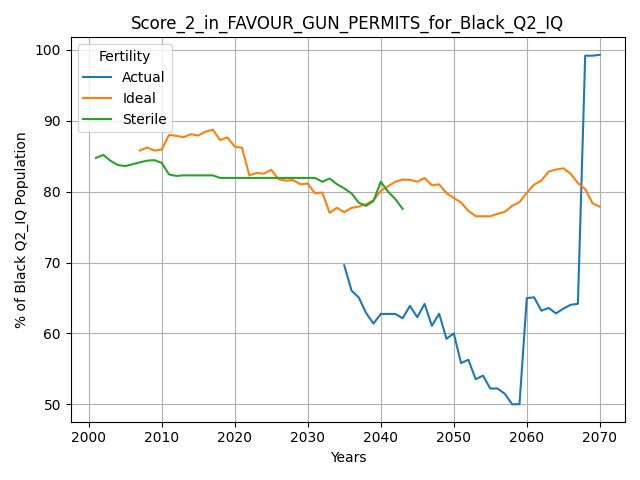 Score_2_in_FAVOUR_GUN_PERMITS_for_Black_Q2_IQ
Fertility
Actual
Ideal
Sterile
% of Black Q2_IQ Population
100
90
80
70
60
50
2000 2010 2020 2030 2040 2050 2060 2070
Years